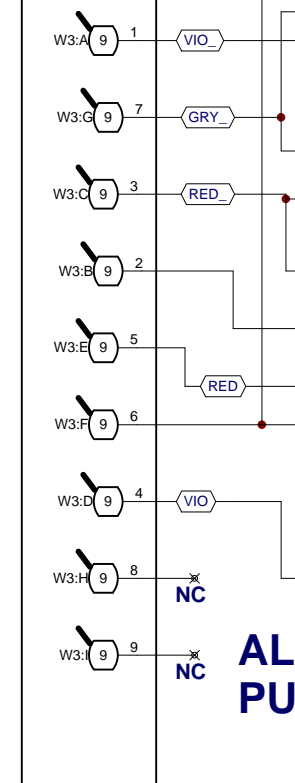 W3:A 9 1 VIO_
W3:G 9 7 GRY_
W3:C 9 3 RED_
W3:B 9 2
W3:E 9 5
RED
W3:F 9 6
W3:D 9 4 VIO
W3:H 9 8
NC
W3:I 9 9
NC
AL
PU